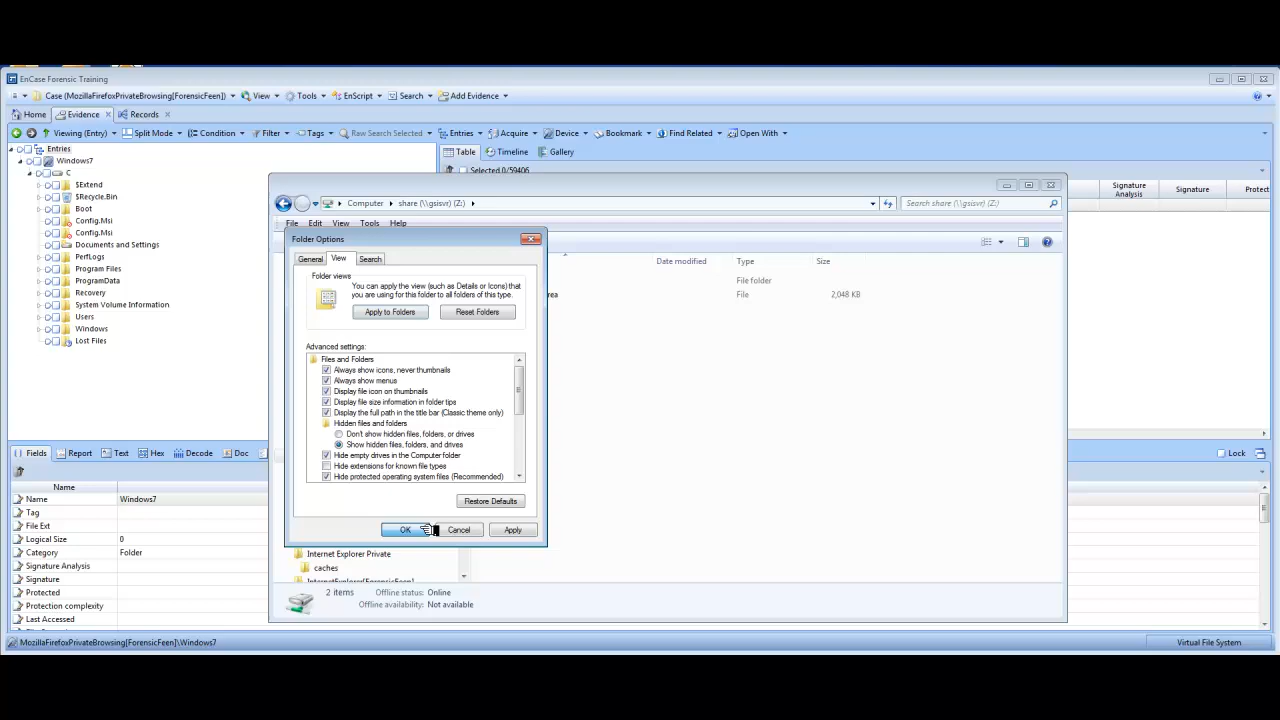 EnCase Forensic Training
Case (MozillaFirefoxPrivateBrowsing[ForensicFeen]) View Tools EnScript Search Add Evidence
Home Evidence Records
Viewing (Entry) Split Mode Condition Filter Tags Raw Search Selected Entries Acquire Device Bookmark Find Related Open With
Entries
Windows7
C
$Extend
$Recycle.Bin
Boot
Config.Msi
Config.Msi
Documents and Settings
PerfLogs
Program Files
ProgramData
Recovery
System Volume Information
Users
Windows
Lost Files
Table Timeline Gallery
Selected 0/59406
Signature Analysis Signature Protect
Computer share (\\gsisvr) (Z:) Search share (\\gsisvr) (Z:)
File Edit View Tools Help
Date modified Type Size
File folder
File 2,048 KB
Folder Options
General View Search
Folder views
You can apply the view (such as Details or Icons) that
you are using for this folder to all folders of this type.
Apply to Folders Reset Folders
Advanced settings:
Files and Folders
Always show icons, never thumbnails
Always show menus
Display file icon on thumbnails
Display file size information in folder tips
Display the full path in the title bar (Classic theme only)
Hidden files and folders
Don't show hidden files, folders, or drives
Show hidden files, folders, and drives
Hide empty drives in the Computer folder
Hide extensions for known file types
Hide protected operating system files (Recommended)
Restore Defaults
OK Cancel Apply
Internet Explorer Private
caches
InternetExplorer[ForensicFeen]
2 items Offline status: Online
Offline availability: Not available
Fields Report Text Hex Decode Doc Lock
Name
Name Windows7
Tag
File Ext
Logical Size 0
Category Folder
Signature Analysis
Signature
Protected
Protection complexity
Last Accessed
MozillaFirefoxPrivateBrowsing[ForensicFeen]\Windows7 Virtual File System